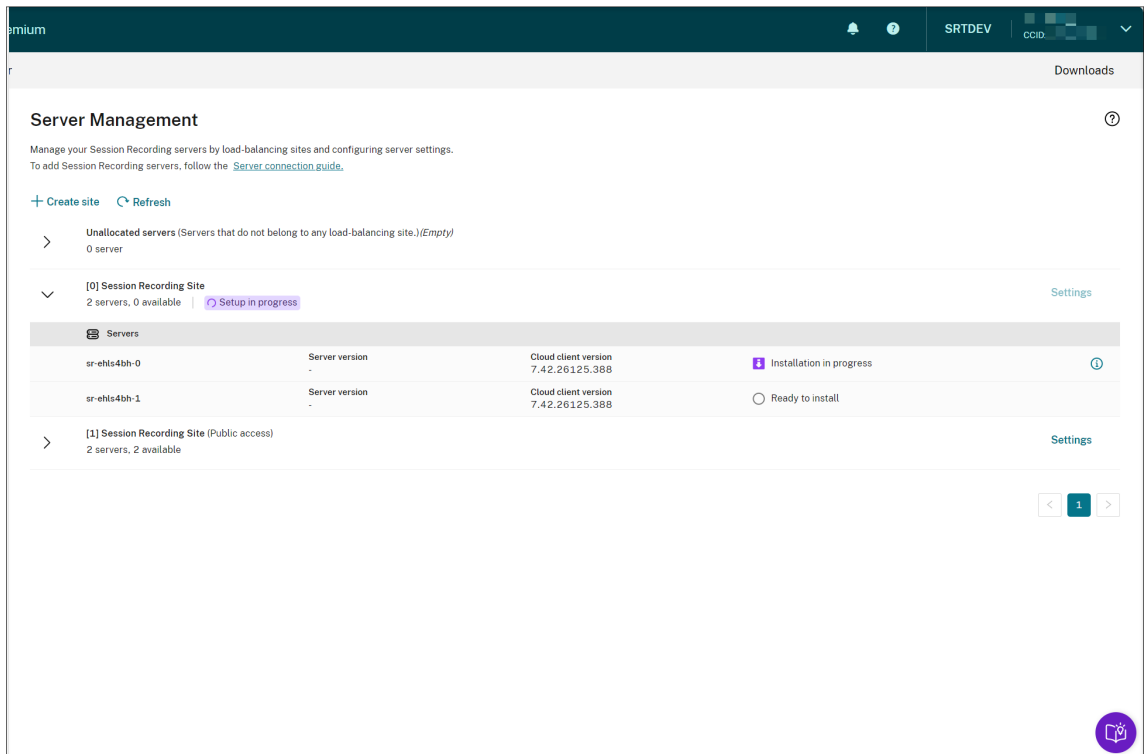 emium
SRTDEV
CCID:
r
Downloads
Server Management
Manage your Session Recording servers by load-balancing sites and configuring server settings.
To add Session Recording servers, follow the Server connection guide.
Create site
Refresh
Unallocated servers (Servers that do not belong to any load-balancing site.)(Empty)
0 server
[0] Session Recording Site
2 servers, 0 available
Setup in progress
Settings
Servers
sr-ehls4bh-0
Server version
-
Cloud client version
7.42.26125.388
Installation in progress
sr-ehls4bh-1
Server version
-
Cloud client version
7.42.26125.388
Ready to install
[1] Session Recording Site (Public access)
2 servers, 2 available
Settings
< 1 >